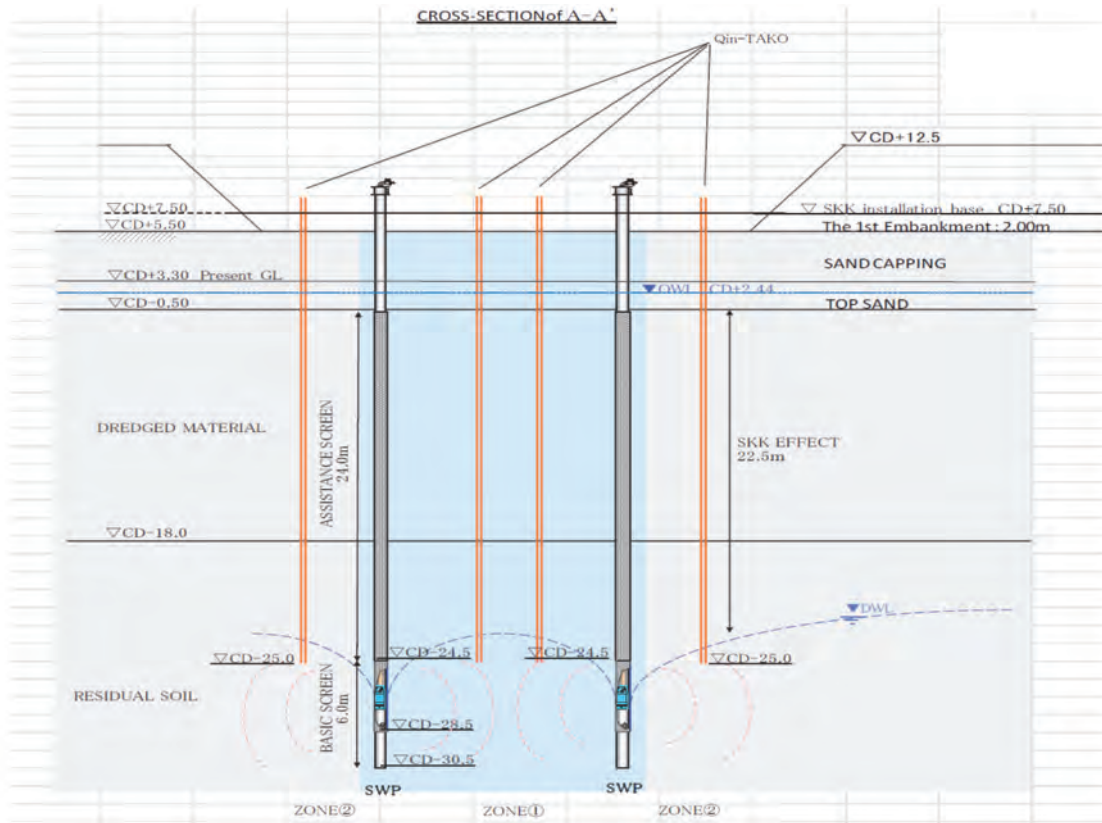 CROSS-SECTION of A-A'
Qin-TAKO
▽CD+12.5
▽CD+7.50
▽ SKK installation base CD+7.50
▽CD+5.50
The 1st Embankment : 2.00m
SAND CAPPING
▽CD+3.30 Present GL
▼OWL CD+2.44
▽CD-0.50
TOP SAND
DREDGED MATERIAL
ASSISTANCE SCREEN
24.0m
SKK EFFECT
22.5m
▽CD-18.0
▼DWL
▽CD-25.0
▽CD-24.5
▽CD-24.5
▽CD-25.0
RESIDUAL SOIL
BASIC SCREEN
6.0m
▽CD-28.5
▽CD-30.5
SWP
SWP
ZONE②
ZONE①
ZONE②